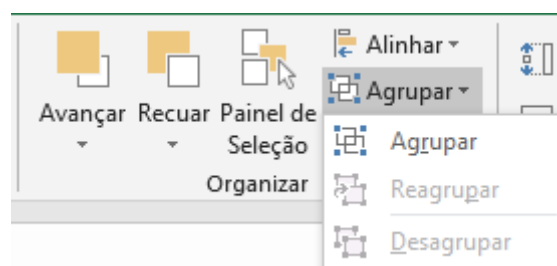 Alinhar
Agrupar
Avançar Recuar Painel de
Seleção
Organizar
Agrupar
Reagrupar
Desagrupar